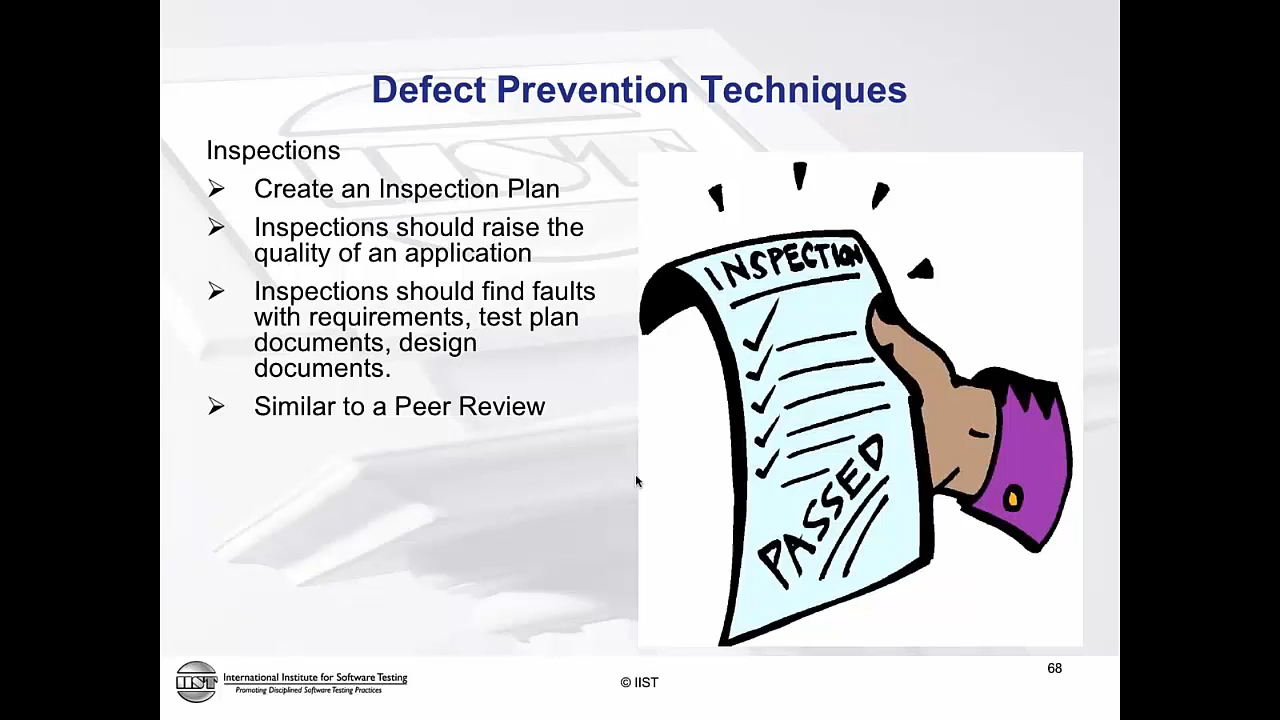 Defect Prevention Techniques
Inspections
➢ Create an Inspection Plan
➢ Inspections should raise the
quality of an application
➢ Inspections should find faults
with requirements, test plan
documents, design
documents.
➢ Similar to a Peer Review
INSPECTION
PASSED
IIST
International Institute for Software Testing
Promoting Disciplined Software Testing Practices
© IIST
68